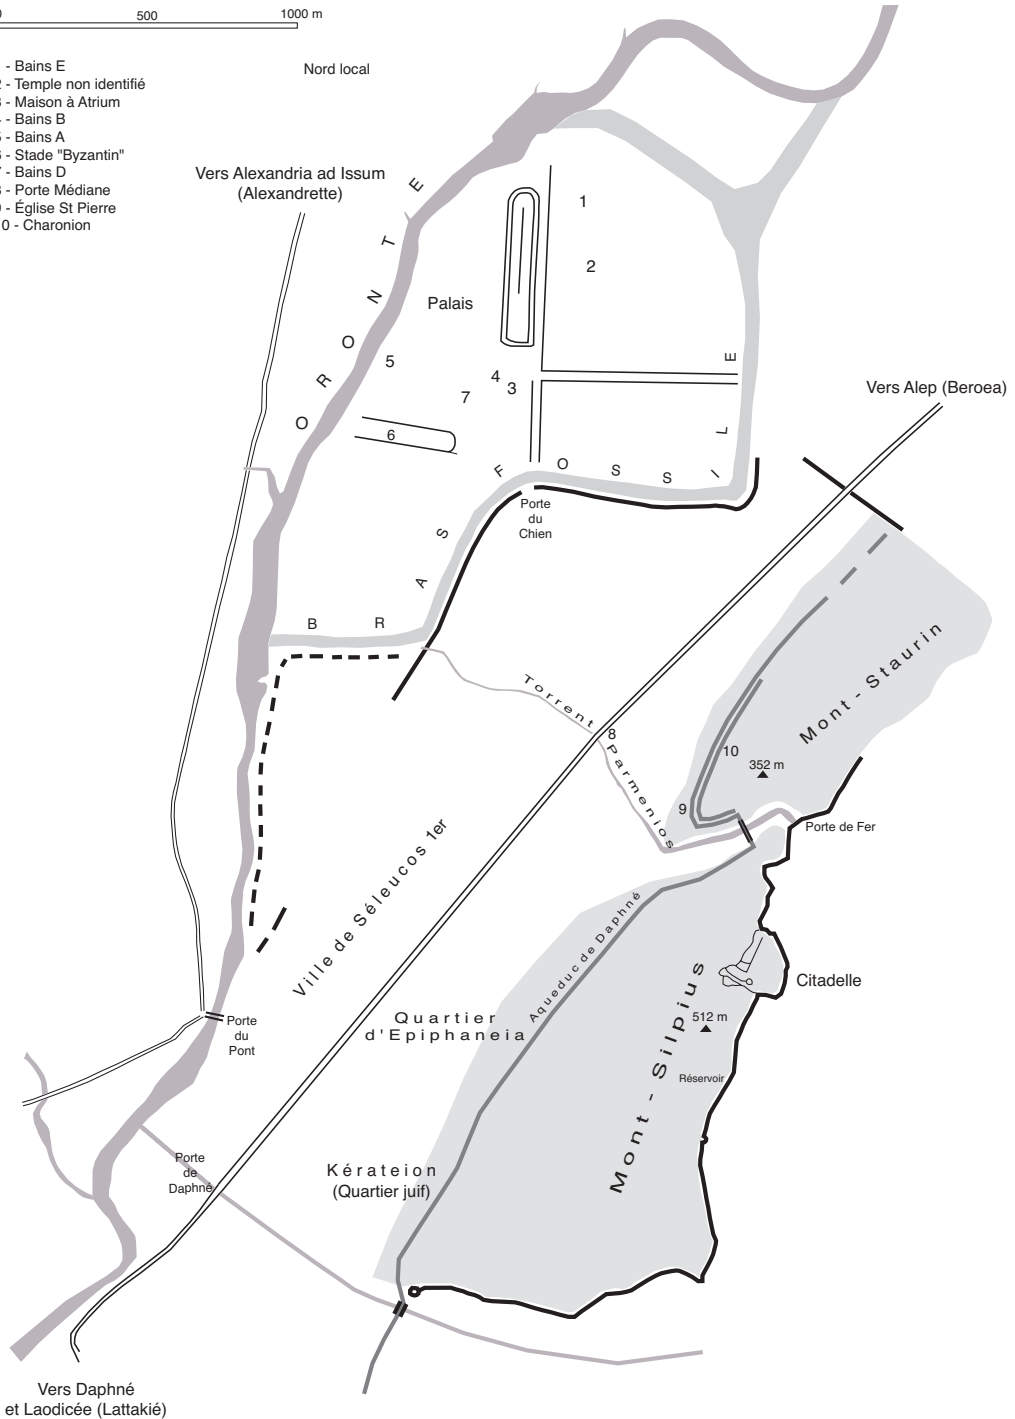 500
1000 m
- Bains E
- Temple non identifié
- Maison à Atrium
- Bains B
- Bains A
- Stade "Byzantin"
- Bains D
- Porte Médiane
- Église St Pierre
0 - Charonion
Nord local
Vers Alexandria ad Issum
(Alexandrette)
ORONTE
1
2
Palais
5
4
3
7
6
Vers Alep (Beroea)
BRAS FOSSILE
Porte
du
Chien
Torrent Parmenios
8
Mont - Staurin
10
352 m
9
Porte de Fer
Ville de Séleucos 1er
Aqueduc de Daphné
Citadelle
Quartier
d'Epiphaneia
Mont - Silpius
512 m
Réservoir
Porte
du
Pont
Porte
de
Daphné
Kérateion
(Quartier juif)
Vers Daphné
et Laodicée (Lattakié)